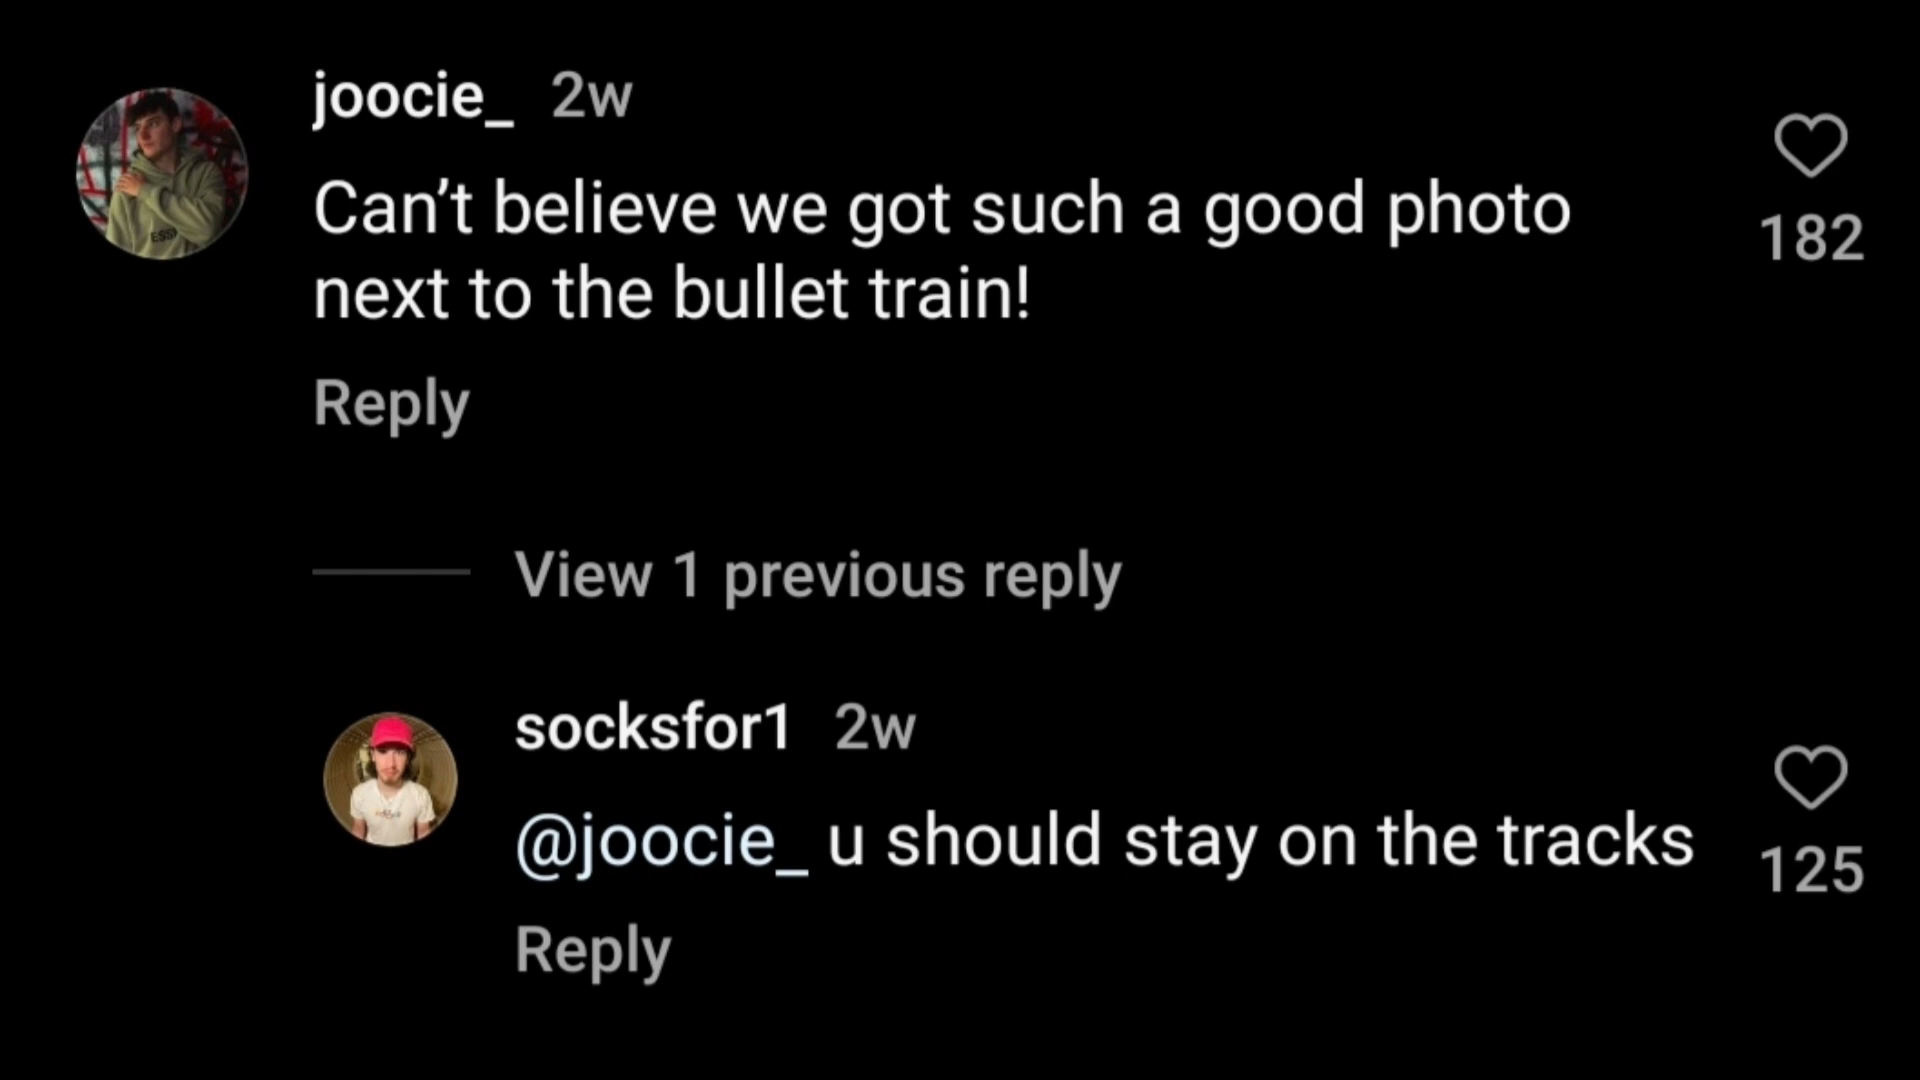 joocie_ 2w
Can’t believe we got such a good photo
next to the bullet train!
182
Reply
View 1 previous reply
socksfor1 2w
@joocie_ u should stay on the tracks
125
Reply